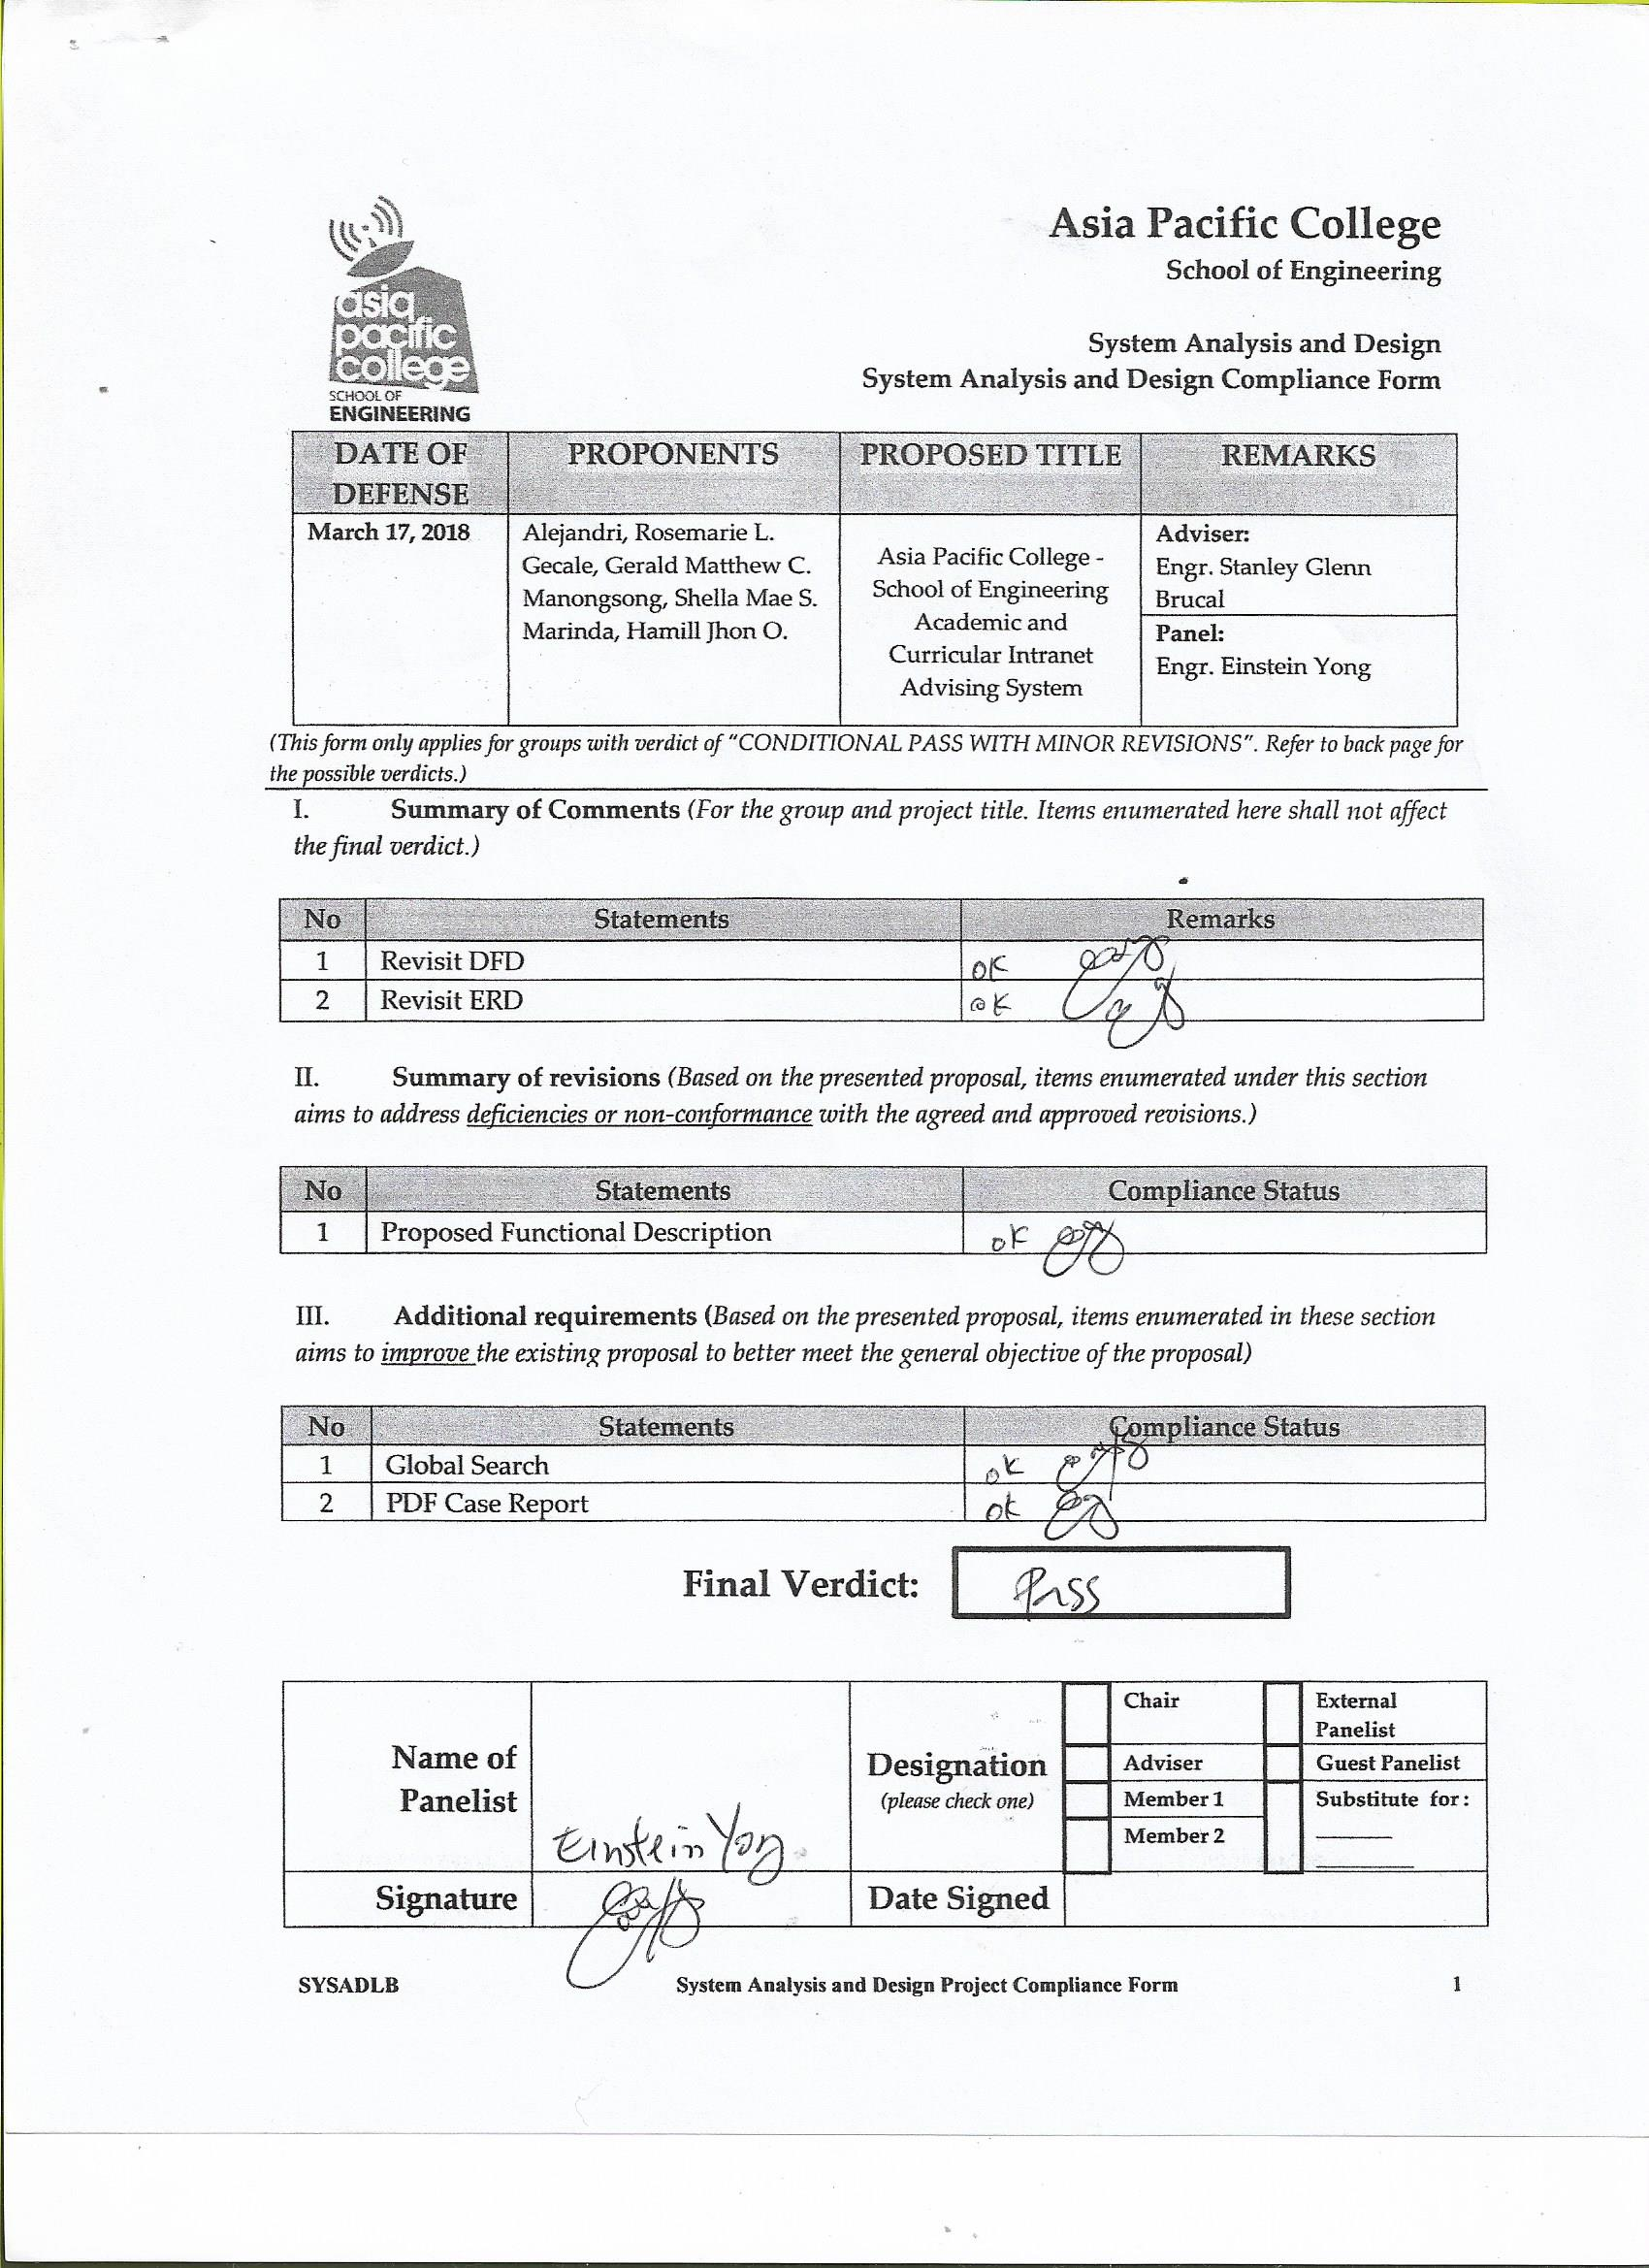 asia
pacific
college
SCHOOL OF
ENGINEERING
Asia Pacific College
School of Engineering
System Analysis and Design
System Analysis and Design Compliance Form
DATE OF DEFENSE
PROPONENTS
PROPOSED TITLE
REMARKS
March 17, 2018
Alejandri, Rosemarie L.
Gecale, Gerald Matthew C.
Manongsong, Shella Mae S.
Marinda, Hamill Jhon O.
Asia Pacific College -
School of Engineering
Academic and
Curricular Intranet
Advising System
Adviser:
Engr. Stanley Glenn
Brucal
Panel:
Engr. Einstein Yong
(This form only applies for groups with verdict of “CONDITIONAL PASS WITH MINOR REVISIONS”. Refer to back page for
the possible verdicts.)
I. Summary of Comments (For the group and project title. Items enumerated here shall not affect
the final verdict.)
No Statements Remarks
1 Revisit DFD OK
2 Revisit ERD OK
II. Summary of revisions (Based on the presented proposal, items enumerated under this section
aims to address deficiencies or non-conformance with the agreed and approved revisions.)
No Statements Compliance Status
1 Proposed Functional Description OK
III. Additional requirements (Based on the presented proposal, items enumerated in these section
aims to improve the existing proposal to better meet the general objective of the proposal)
No Statements Compliance Status
1 Global Search OK
2 PDF Case Report OK
Final Verdict: Pass
Name of
Panelist
Einstein Yong
Designation
(please check one)
Chair
Adviser
Member 1
Member 2
External
Panelist
Guest Panelist
Substitute for:
Signature
Date Signed
SYSADLB System Analysis and Design Project Compliance Form 1